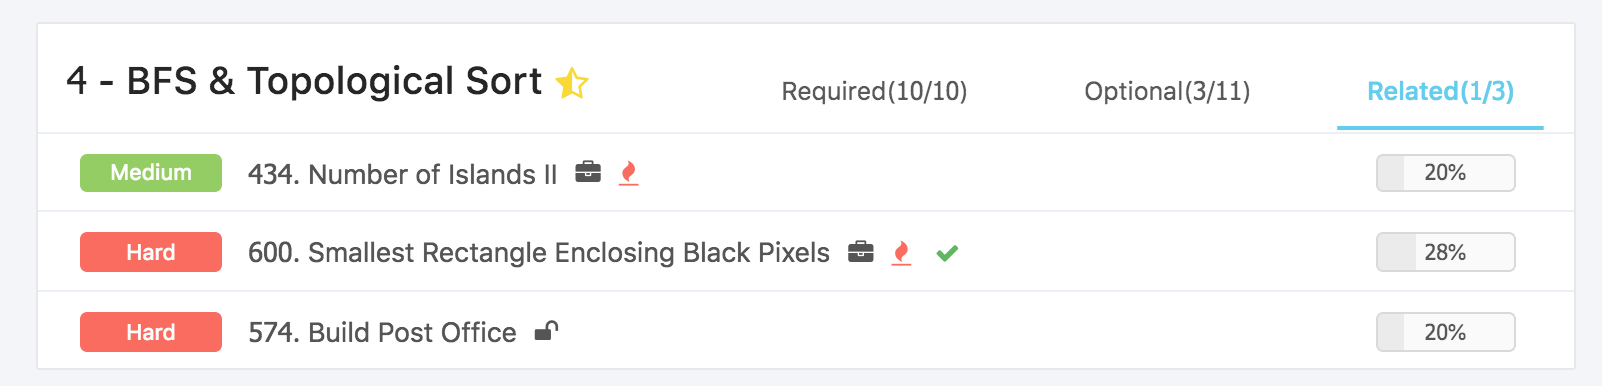 4 - BFS & Topological Sort Required(10/10) Optional(3/11) Related(1/3)
Medium 434. Number of Islands II 20%
Hard 600. Smallest Rectangle Enclosing Black Pixels 28%
Hard 574. Build Post Office 20%